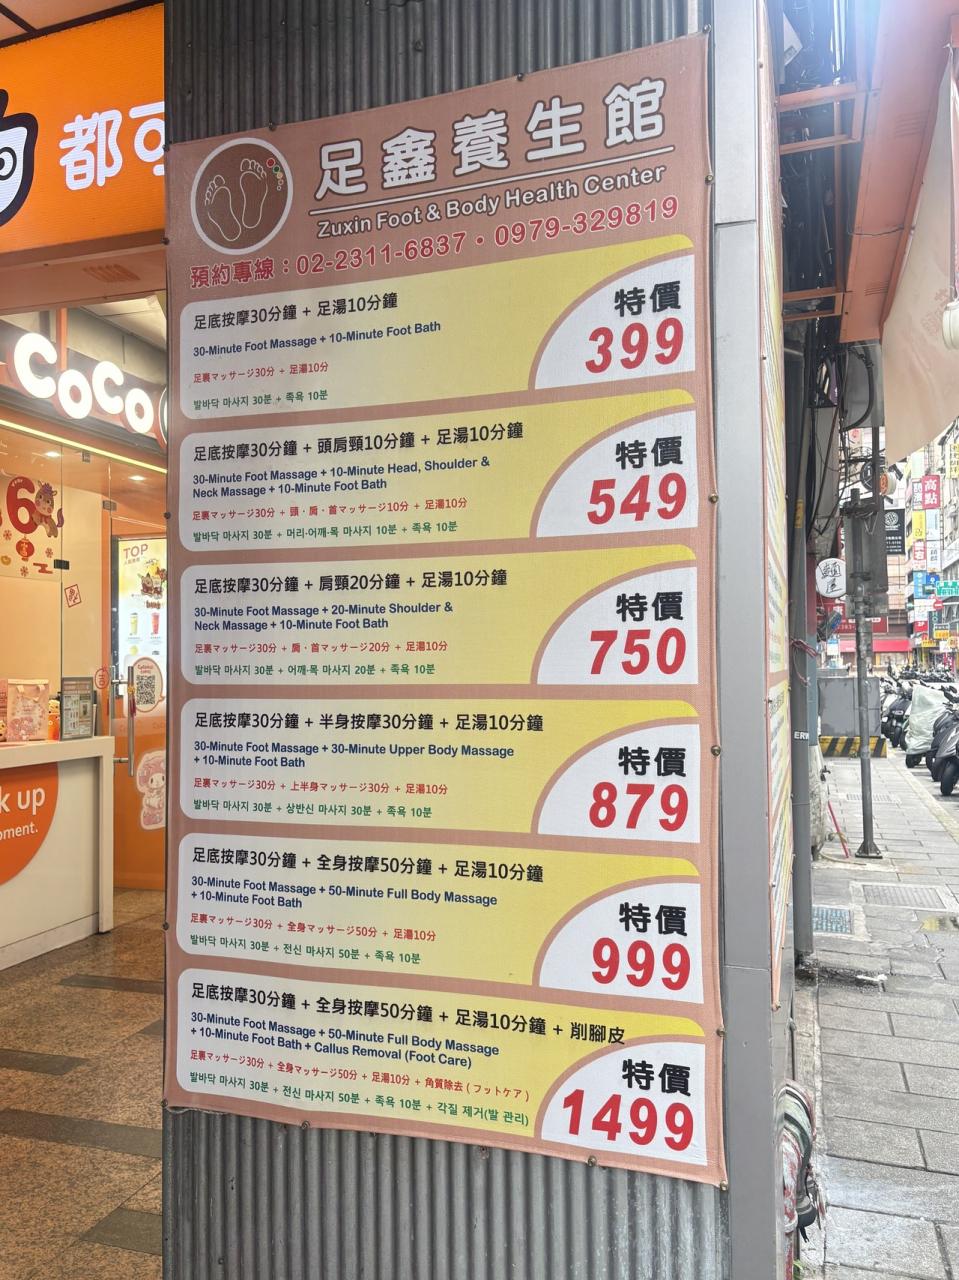 都可
CoCo
足鑫養生館
Zuxin Foot & Body Health Center
預約專線：02-2311-6837・0979-329819
足底按摩30分鐘 + 足湯10分鐘
30-Minute Foot Massage + 10-Minute Foot Bath
足裏マッサージ30分 + 足湯10分
발바닥 마사지 30분 + 족욕 10분
特價
399
足底按摩30分鐘 + 頭肩頸10分鐘 + 足湯10分鐘
30-Minute Foot Massage + 10-Minute Head, Shoulder &
Neck Massage + 10-Minute Foot Bath
足裏マッサージ30分 + 頭・肩・首マッサージ10分 + 足湯10分
발바닥 마사지 30분 + 머리·어깨·목 마사지 10분 + 족욕 10분
特價
549
足底按摩30分鐘 + 肩頸20分鐘 + 足湯10分鐘
30-Minute Foot Massage + 20-Minute Shoulder &
Neck Massage + 10-Minute Foot Bath
足裏マッサージ30分 + 肩・首マッサージ20分 + 足湯10分
발바닥 마사지 30분 + 어깨·목 마사지 20분 + 족욕 10분
特價
750
足底按摩30分鐘 + 半身按摩30分鐘 + 足湯10分鐘
30-Minute Foot Massage + 30-Minute Upper Body Massage
+ 10-Minute Foot Bath
足裏マッサージ30分 + 上半身マッサージ30分 + 足湯10分
발바닥 마사지 30분 + 상반신 마사지 30분 + 족욕 10분
特價
879
足底按摩30分鐘 + 全身按摩50分鐘 + 足湯10分鐘
30-Minute Foot Massage + 50-Minute Full Body Massage
+ 10-Minute Foot Bath
足裏マッサージ30分 + 全身マッサージ50分 + 足湯10分
발바닥 마사지 30분 + 전신 마사지 50분 + 족욕 10분
特價
999
足底按摩30分鐘 + 全身按摩50分鐘 + 足湯10分鐘 + 削腳皮
30-Minute Foot Massage + 50-Minute Full Body Massage
+ 10-Minute Foot Bath + Callus Removal (Foot Care)
足裏マッサージ30分 + 全身マッサージ50分 + 足湯10分 + 角質除去 ( フットケア )
발바닥 마사지 30분 + 전신 마사지 50분 + 족욕 10분 + 각질 제거(발 관리)
特價
1499
6
TOP
k up
oment.
高點